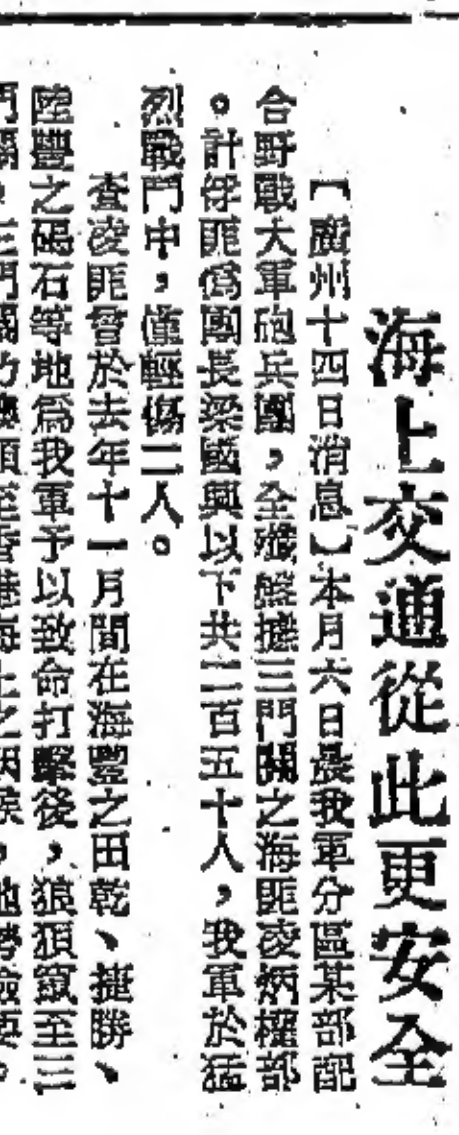 海上交通從此更安全
【廣州十四日消息】本月六日晨我軍分區某部配
合野戰大軍砲兵團,全殲盤據三門關之海匪凌炳權部
。計俘匪偽團長梁國興以下共二百五十人,我軍於猛
烈戰鬥中,僅輕傷二人。
查凌匪曾於去年十一月間在海豐之田乾、捷勝、
陸豐之碣石等地為我軍予以致命打擊後,狼狽竄至三